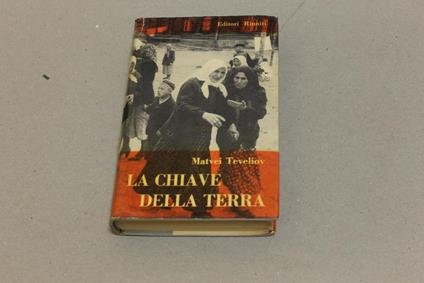 Editori Riuniti
Matvei Teveliov
LA CHIAVE
DELLA TERRA